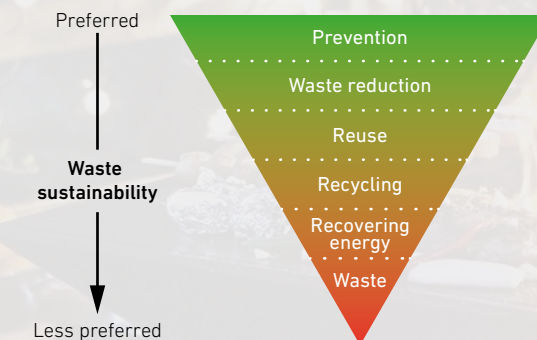 Preferred
Prevention
Waste reduction
Reuse
Waste
sustainability
Recycling
Recovering
energy
Waste
Less preferred